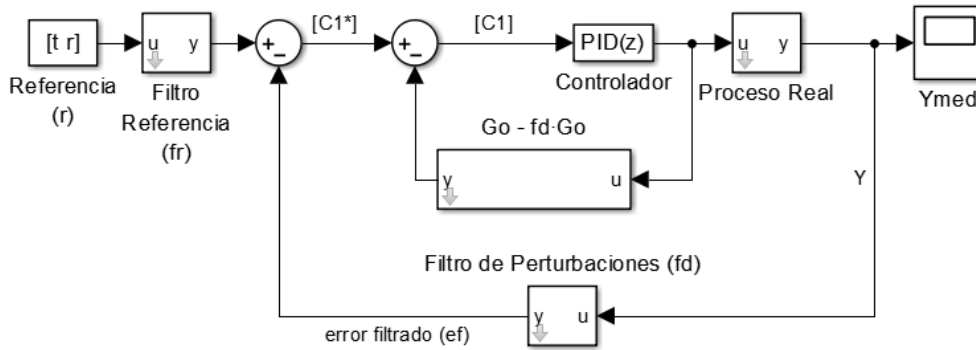 [C1*]
[C1]
[t r]
u y
+
−
+
−
PID(z)
u y
Referencia
(r)
Filtro
Referencia
(fr)
Controlador
Proceso Real
Ymed
Go - fd·Go
y u
Y
Filtro de Perturbaciones (fd)
y u
error filtrado (ef)